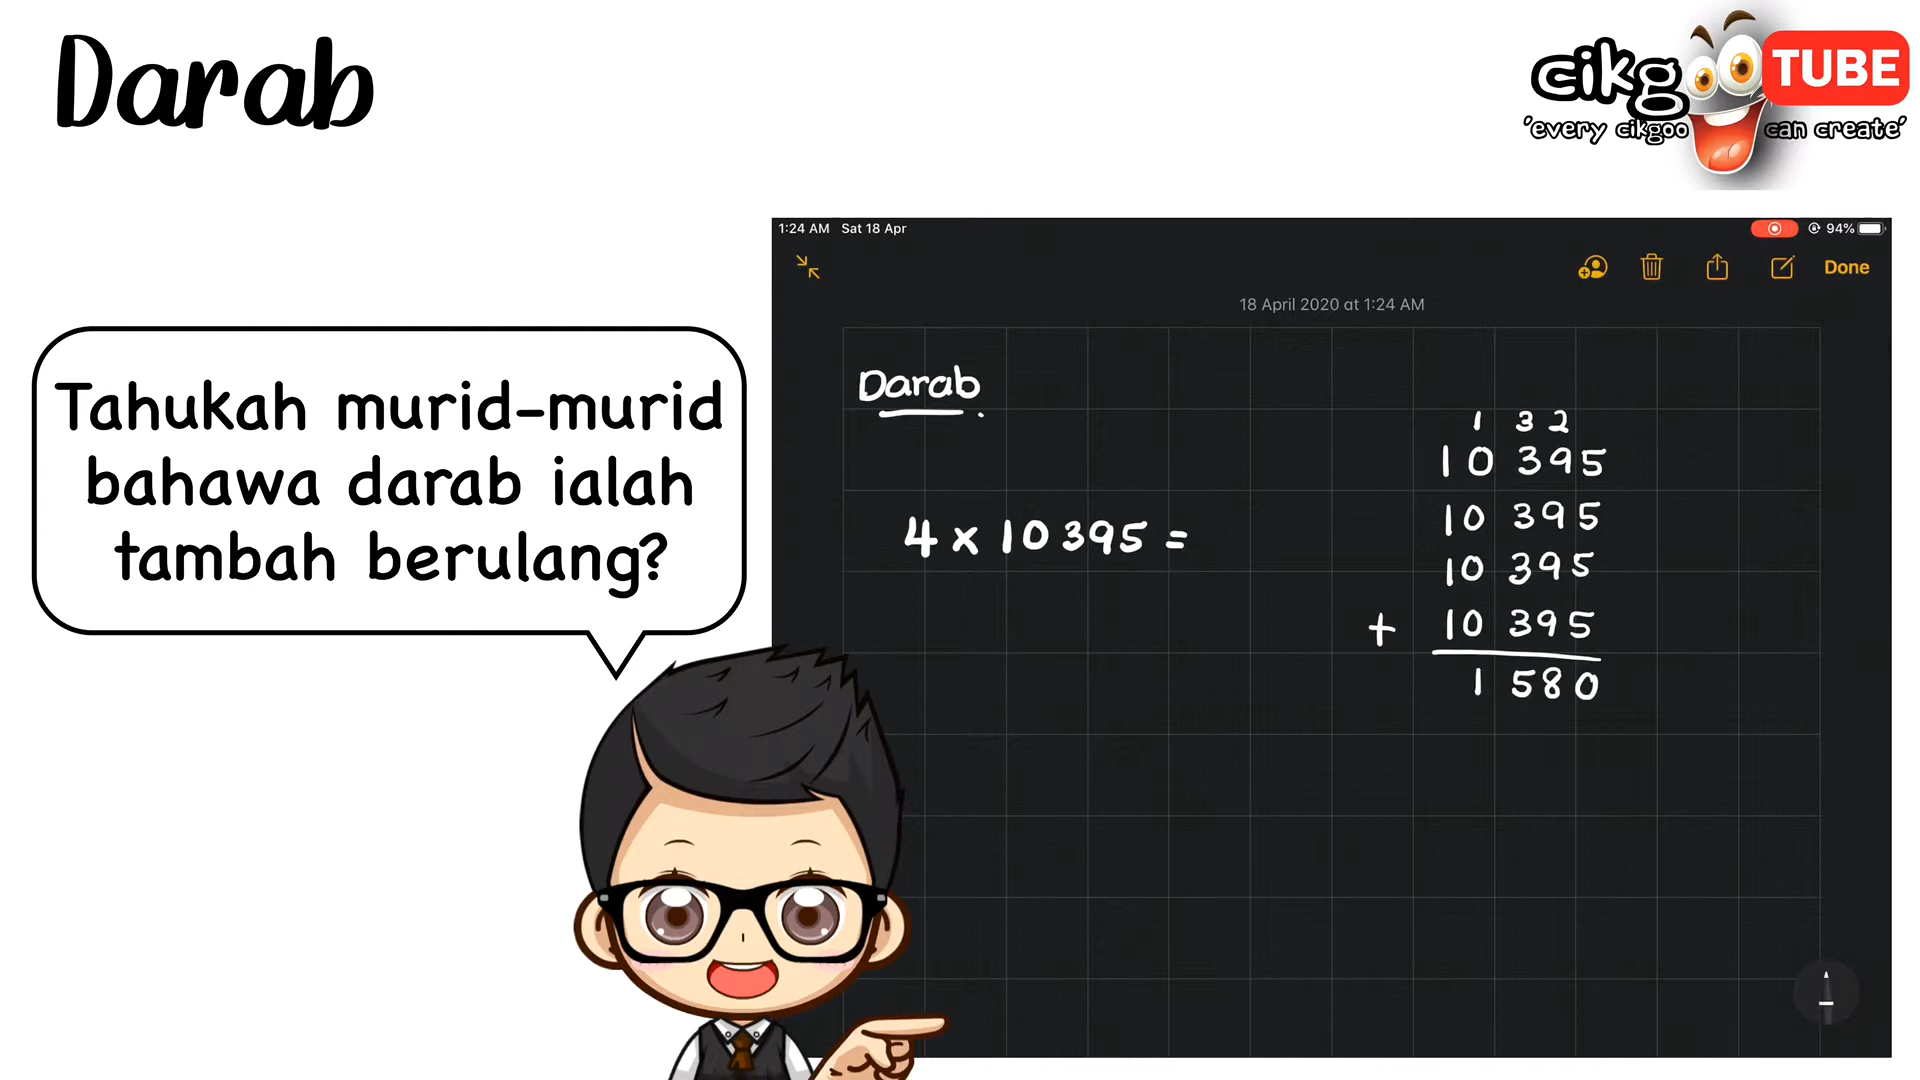 Darab
cikgoo TUBE
'every cikgoo can create'
1:24 AM Sat 18 Apr
94%
Done
18 April 2020 at 1:24 AM
Tahukah murid-murid
bahawa darab ialah
tambah berulang?
Darab
4 x 10 395 =
1 3 2
10 395
10 395
10 395
+ 10 395
1 580